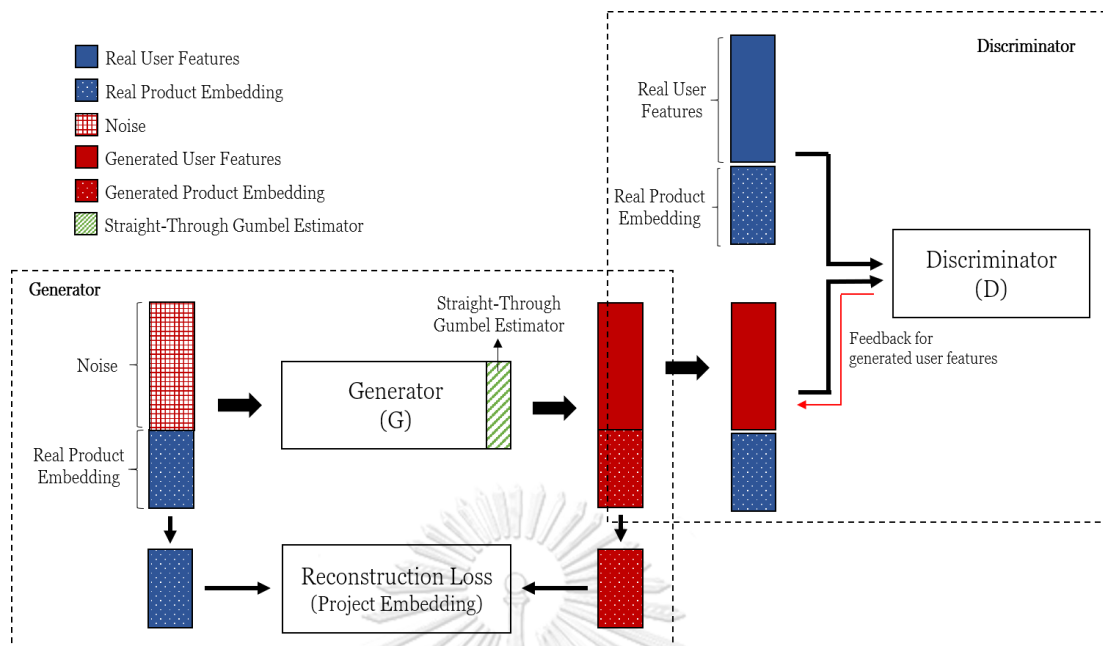 Discriminator
Real User Features
Real Product Embedding
Noise
Generated User Features
Generated Product Embedding
Straight-Through Gumbel Estimator
Real User
Features
Real Product
Embedding
Discriminator
(D)
Feedback for
generated user features
Generator
Noise
Real Product
Embedding
Straight-Through
Gumbel Estimator
Generator
(G)
Reconstruction Loss
(Project Embedding)